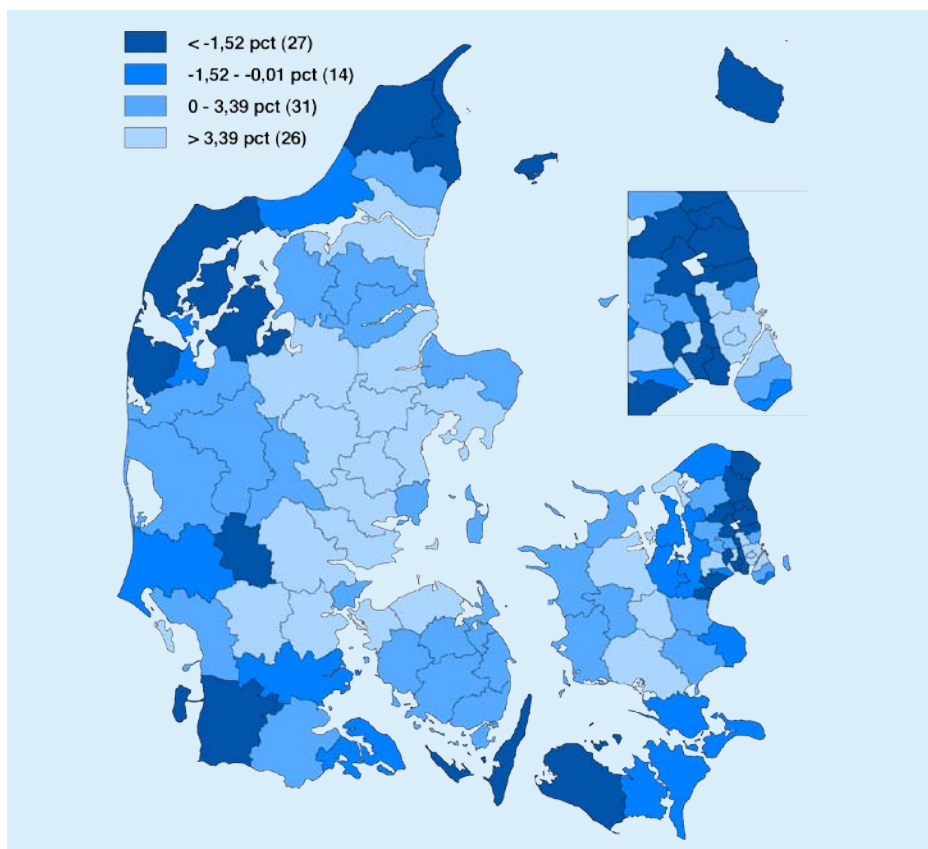 < -1,52 pct (27)
-1,52 - -0,01 pct (14)
0 - 3,39 pct (31)
> 3,39 pct (26)